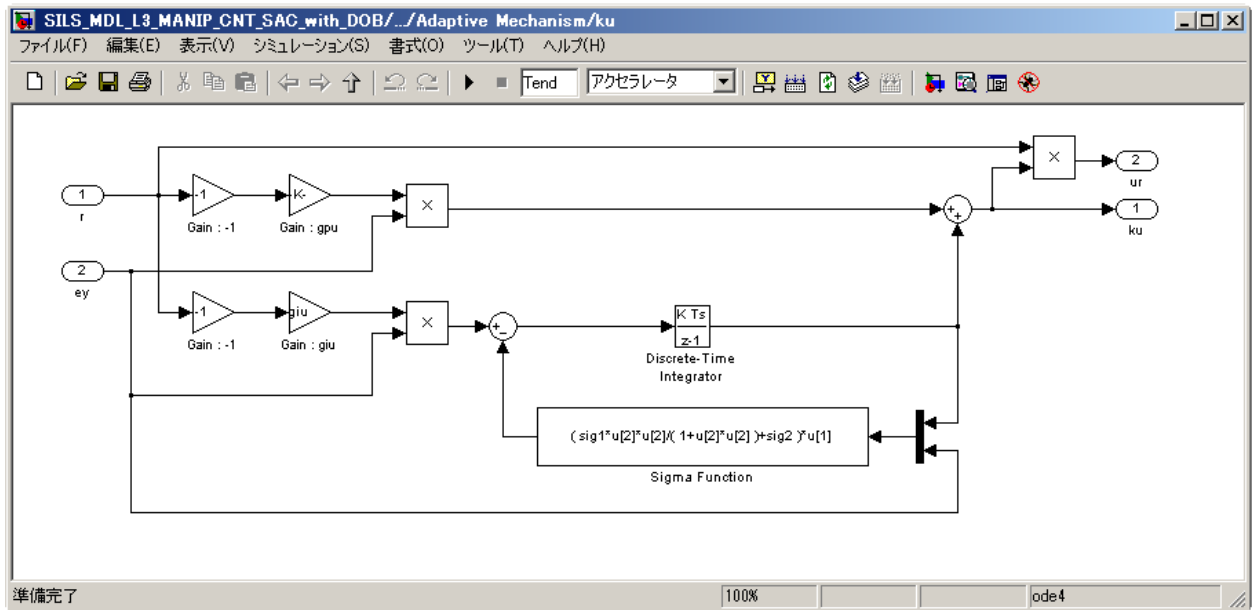 SILS_MDL_L3_MANIP_CNT_SAC_with_DOB/.../Adaptive Mechanism/ku
ファイル(F) 編集(E) 表示(V) シミュレーション(S) 書式(O) ツール(T) ヘルプ(H)
Tend アクセラレータ
1
r
-1
Gain : -1
K-
Gain : gpu
×
+
+
×
2
ur
1
ku
2
ey
-1
Gain : -1
giu
Gain : giu
×
+
-
K Ts
z-1
Discrete-Time
Integrator
( sig1*u[2]*u[2]/( 1+u[2]*u[2] )+sig2 )*u[1]
Sigma Function
準備完了 100% ode4